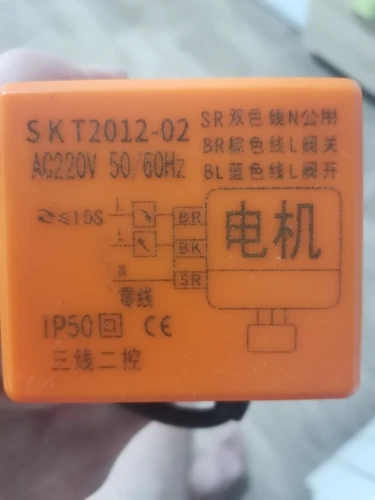 SKT2012-02
AC220V 50/60Hz
SR双色线N公用
BR棕色线L阀关
BL蓝色线L阀开
≤15S
L
BR
L
BK
N
SR
零线
电机
IP50 CE
三线二控